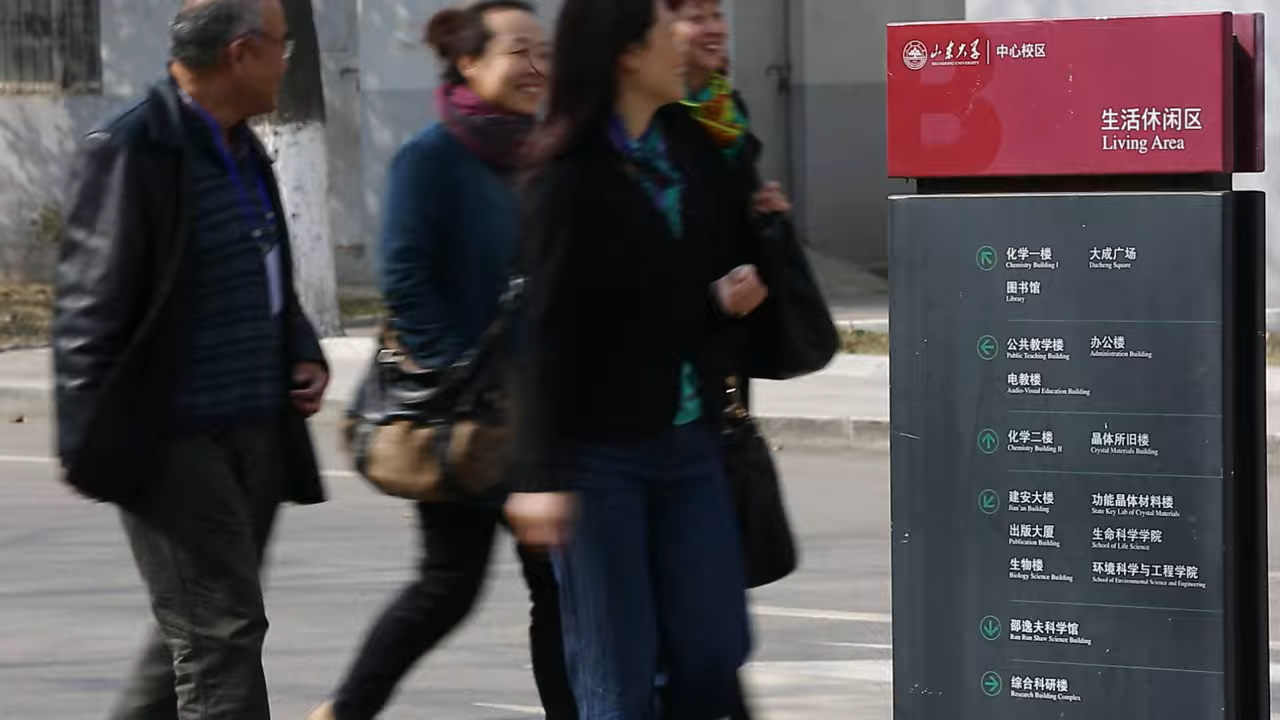 山东大学 中心校区
SHANDONG UNIVERSITY
B
生活休闲区
Living Area
化学一楼 大成广场
Chemistry Building I Dacheng Square
图书馆
Library
公共教学楼 办公楼
Public Teaching Building Administration Building
电教楼
Audio-Visual Education Building
化学二楼 晶体所旧楼
Chemistry Building II Crystal Materials Building
建安大楼 功能晶体材料楼
Jian'an Building State Key Lab of Crystal Materials
出版大厦 生命科学学院
Publication Building School of Life Science
生物楼 环境科学与工程学院
Biology Science Building School of Environmental Science and Engineering
邵逸夫科学馆
Run Run Shaw Science Building
综合科研楼
Research Building Complex